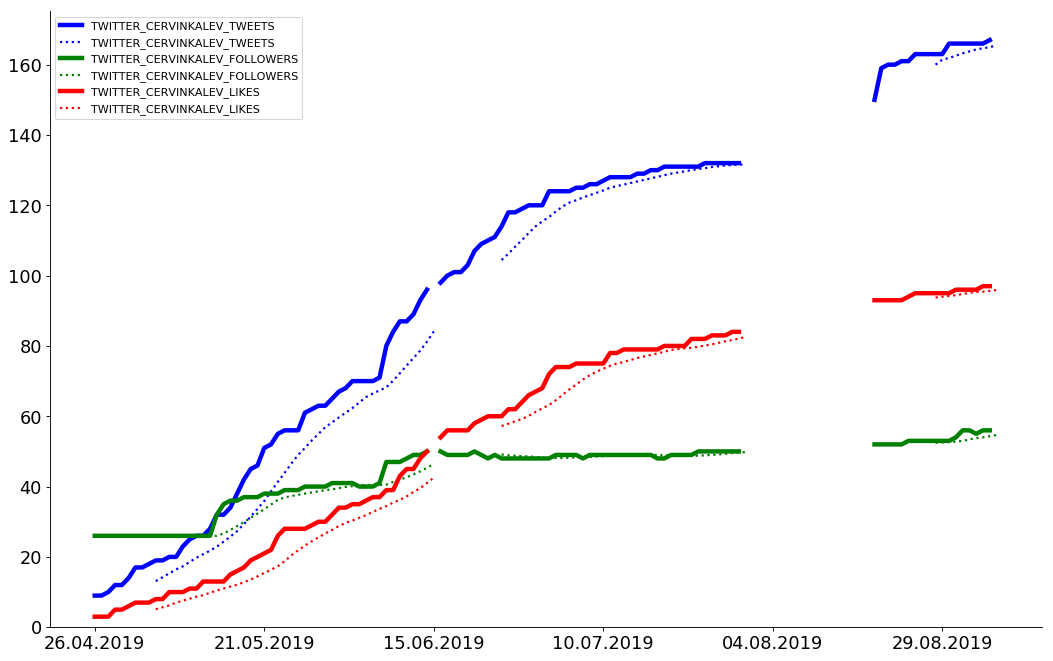 TWITTER_CERVINKALEV_TWEETS
TWITTER_CERVINKALEV_TWEETS
TWITTER_CERVINKALEV_FOLLOWERS
TWITTER_CERVINKALEV_FOLLOWERS
TWITTER_CERVINKALEV_LIKES
TWITTER_CERVINKALEV_LIKES
160
140
120
100
80
60
40
20
0
26.04.2019 21.05.2019 15.06.2019 10.07.2019 04.08.2019 29.08.2019